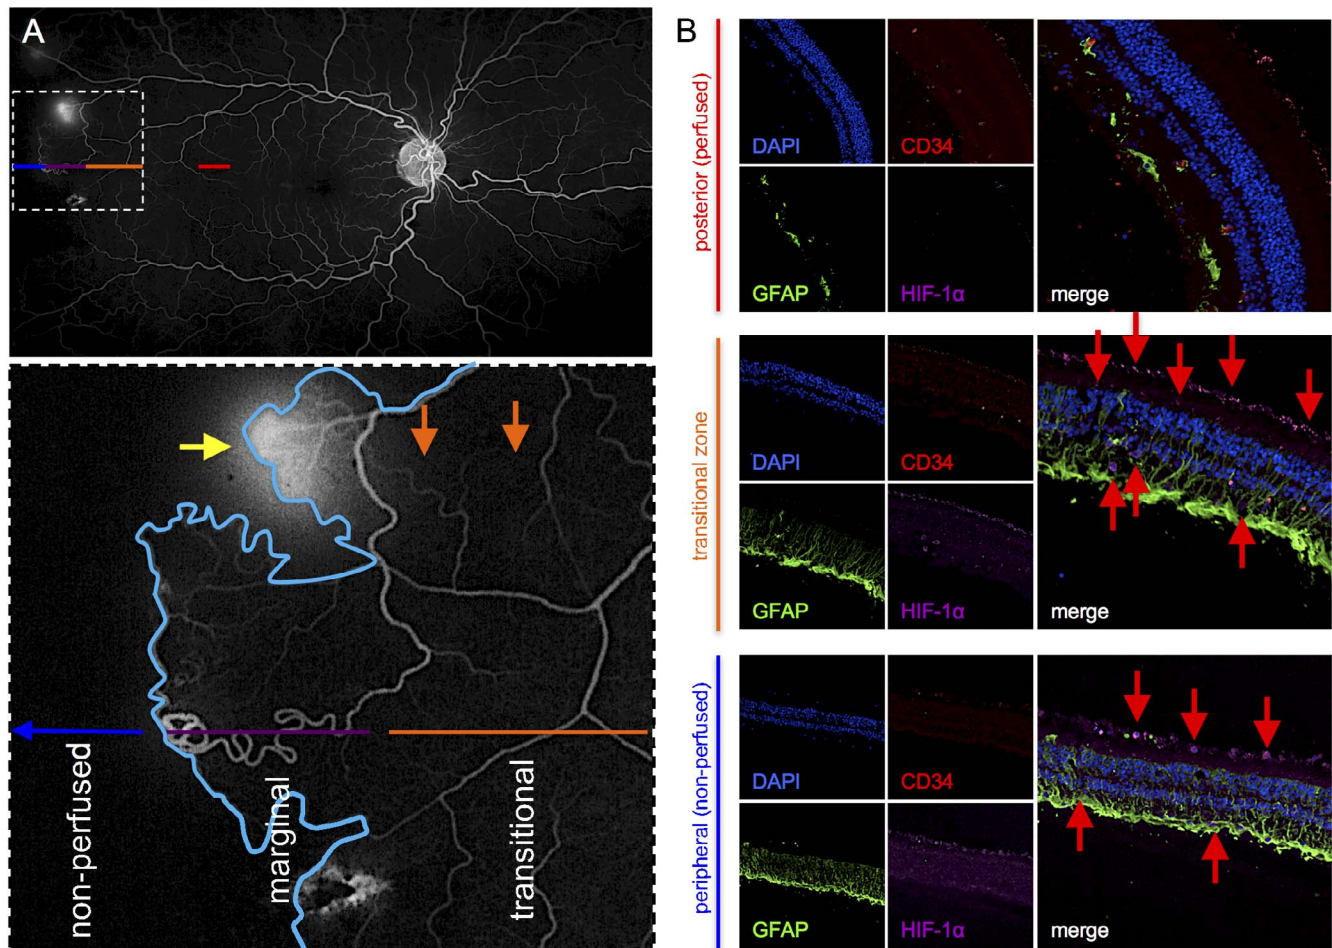 A
non-perfused
marginal
transitional
B
posterior (perfused)
DAPI
CD34
GFAP
HIF-1α
merge
transitional zone
DAPI
CD34
GFAP
HIF-1α
merge
peripheral (non-perfused)
DAPI
CD34
GFAP
HIF-1α
merge